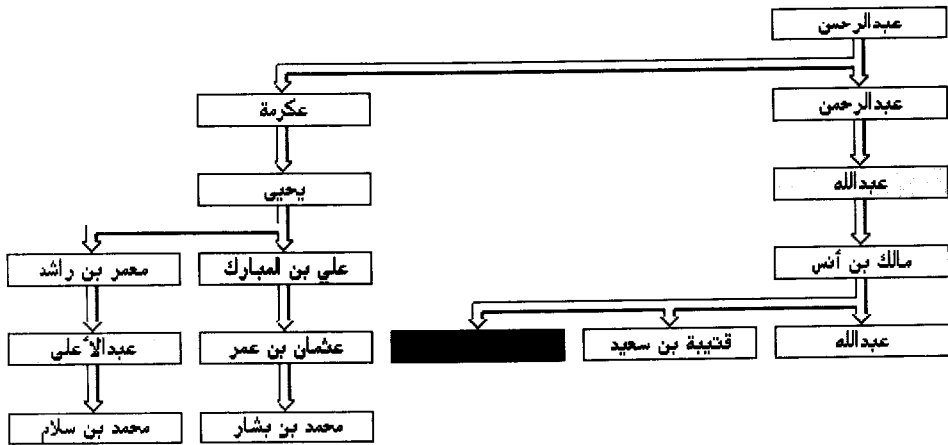 عبدالرحمن
عكرمة
عبدالرحمن
يحيى
عبدالله
معمر بن راشد
علي بن المبارك
مالك بن أنس
عبدالأعلى
عثمان بن عمر
قتيبة بن سعيد
عبدالله
محمد بن سلام
محمد بن بشار